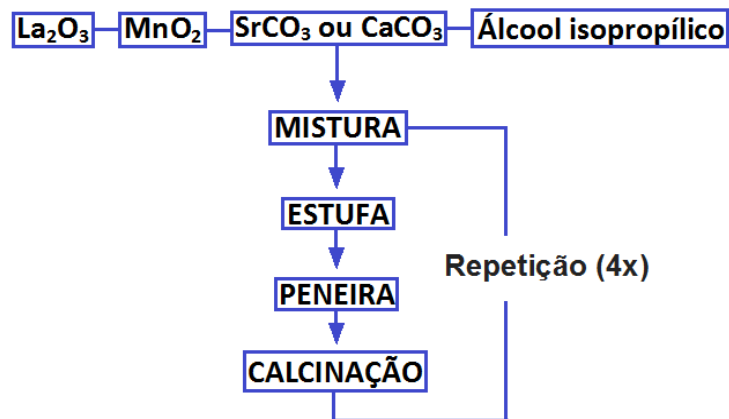 La₂O₃ MnO₂ SrCO₃ ou CaCO₃ Álcool isopropílico
MISTURA
ESTUFA
Repetição (4x)
PENEIRA
CALCINAÇÃO